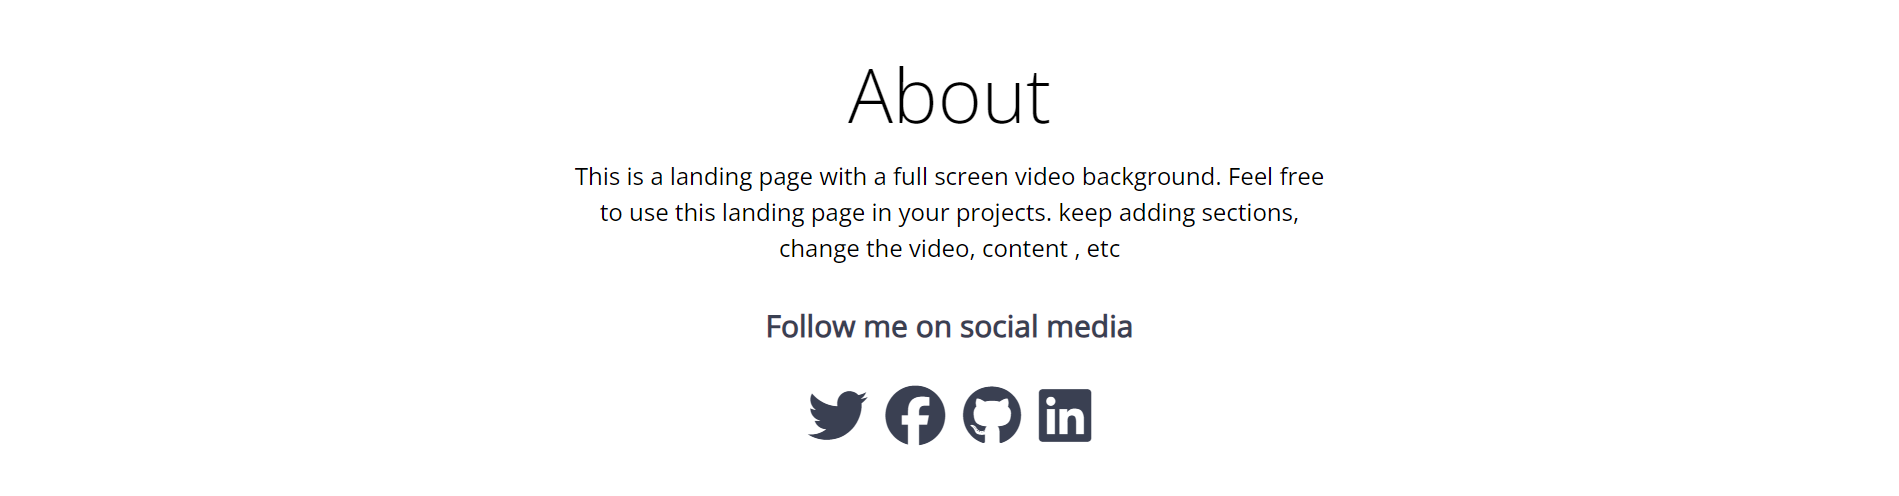 About
This is a landing page with a full screen video background. Feel free
to use this landing page in your projects. keep adding sections,
change the video, content , etc
Follow me on social media